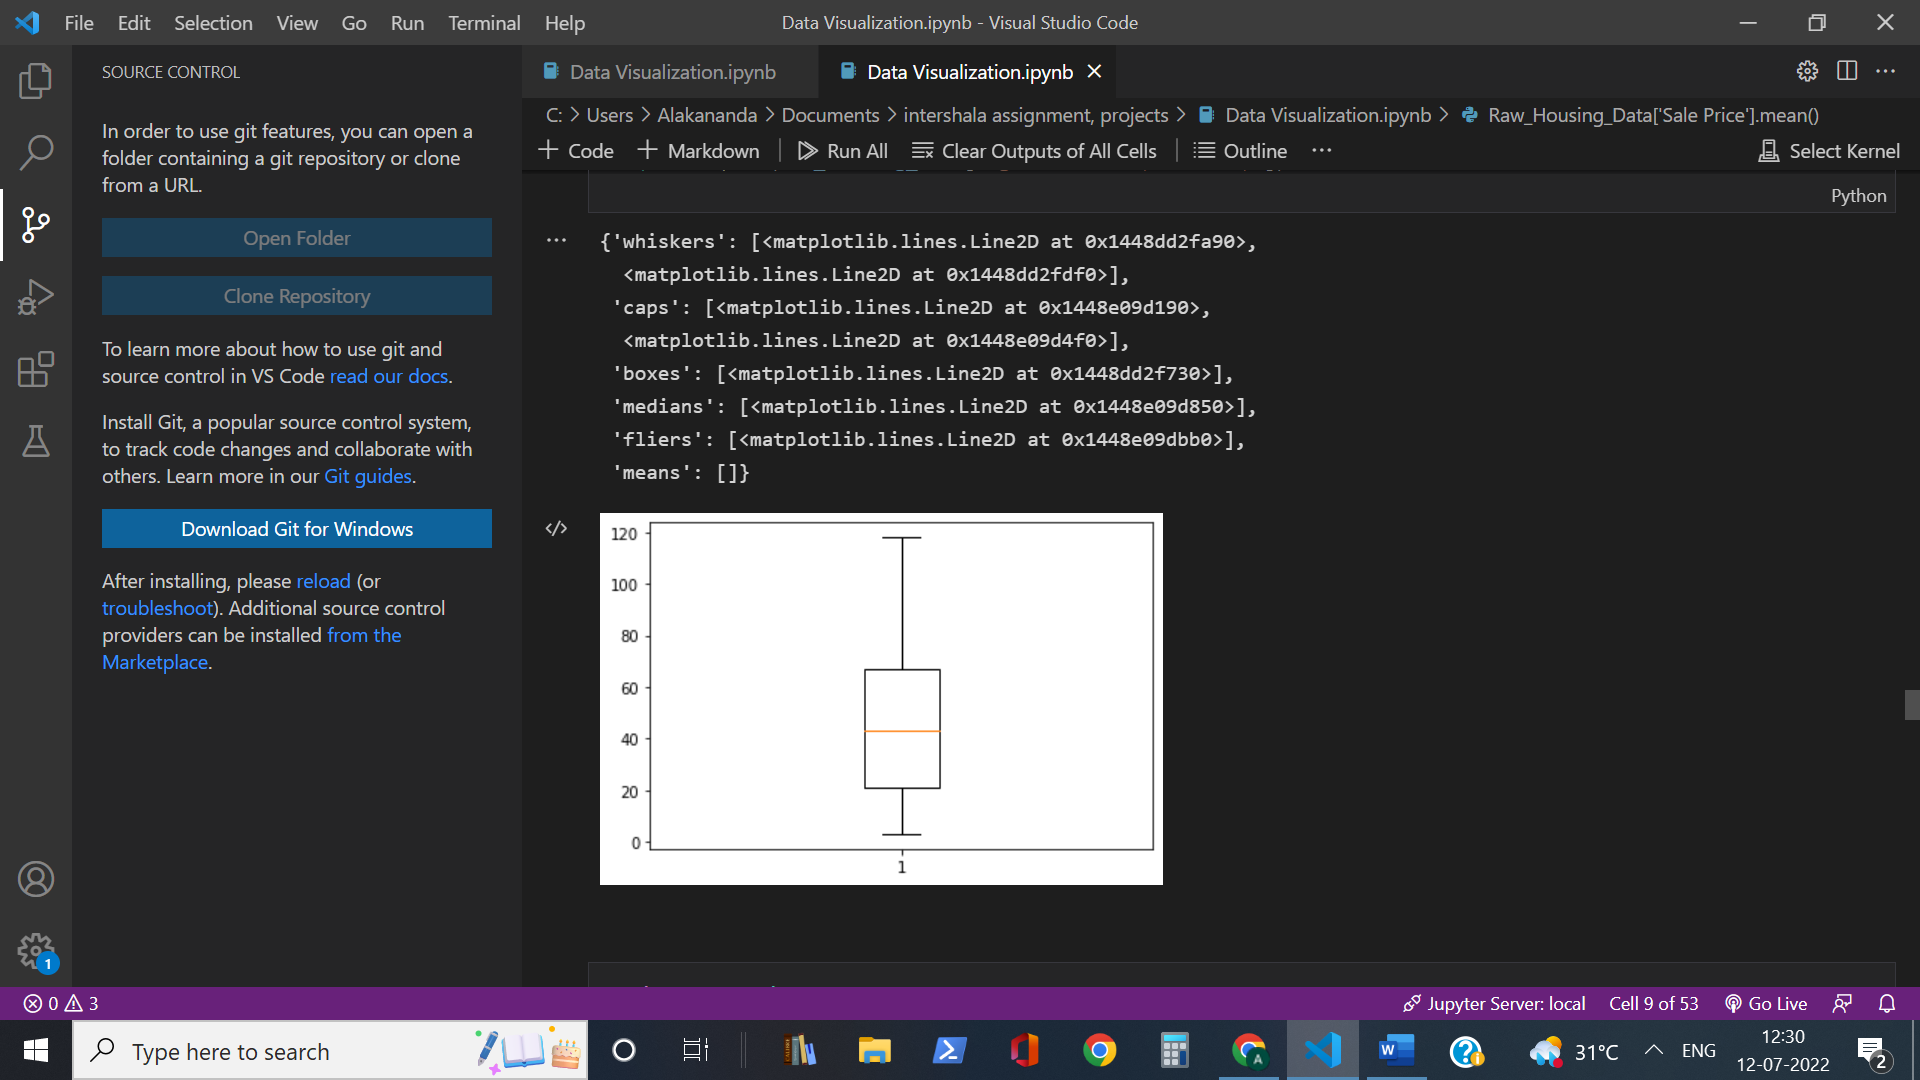 File Edit Selection View Go Run Terminal Help
Data Visualization.ipynb - Visual Studio Code
SOURCE CONTROL
In order to use git features, you can open a
folder containing a git repository or clone
from a URL.
Open Folder
Clone Repository
To learn more about how to use git and
source control in VS Code read our docs.
Install Git, a popular source control system,
to track code changes and collaborate with
others. Learn more in our Git guides.
Download Git for Windows
After installing, please reload (or
troubleshoot). Additional source control
providers can be installed from the
Marketplace.
1
Data Visualization.ipynb
Data Visualization.ipynb
C: > Users > Alakananda > Documents > intershala assignment, projects > Data Visualization.ipynb > Raw_Housing_Data['Sale Price'].mean()
+ Code + Markdown Run All Clear Outputs of All Cells Outline ... Select Kernel
Python
{'whiskers': [<matplotlib.lines.Line2D at 0x1448dd2fa90>,
<matplotlib.lines.Line2D at 0x1448dd2fdf0>],
'caps': [<matplotlib.lines.Line2D at 0x1448e09d190>,
<matplotlib.lines.Line2D at 0x1448e09d4f0>],
'boxes': [<matplotlib.lines.Line2D at 0x1448dd2f730>],
'medians': [<matplotlib.lines.Line2D at 0x1448e09d850>],
'fliers': [<matplotlib.lines.Line2D at 0x1448e09dbb0>],
'means': []}
120
100
80
60
40
20
0
1
0 3
Jupyter Server: local Cell 9 of 53 Go Live
Type here to search
31°C ENG
12:30
12-07-2022
2